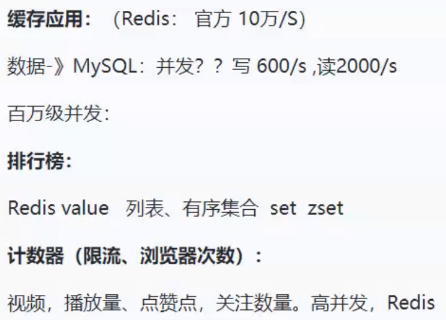 缓存应用：（Redis： 官方 10万/S）
数据-》MySQL：并发？？写 600/s ,读2000/s
百万级并发：
排行榜：
Redis value 列表、有序集合 set zset
计数器（限流、浏览器次数）：
视频，播放量、点赞点，关注数量。高并发，Redis